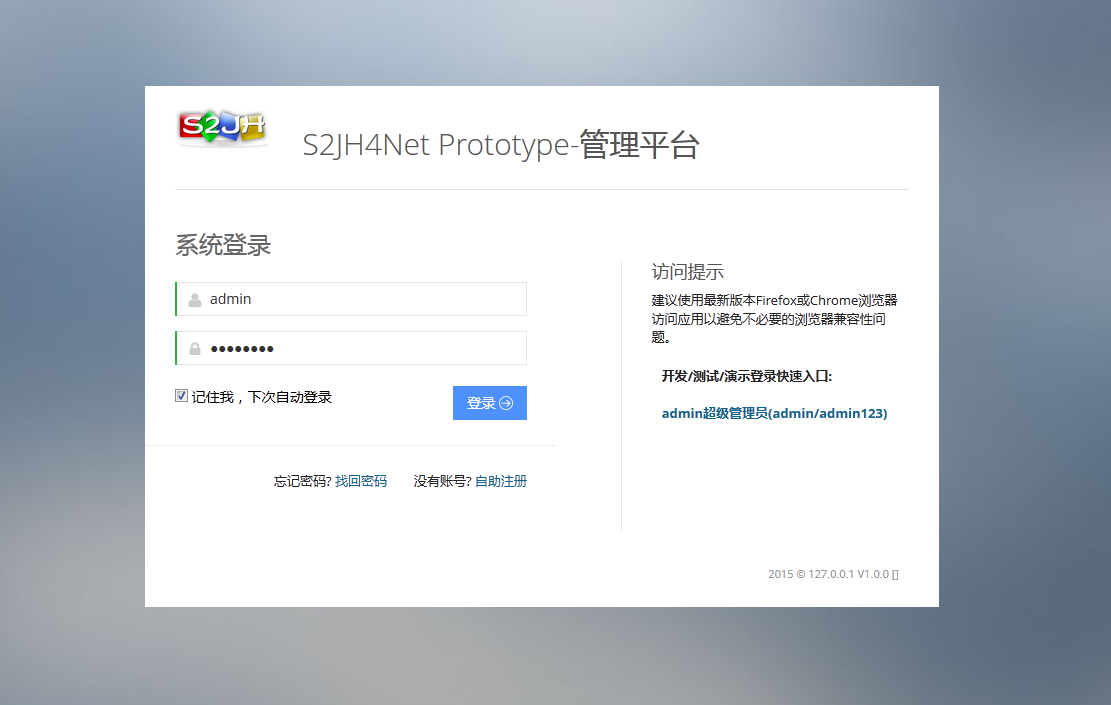 S2JH
S2JH4Net Prototype-管理平台
系统登录
admin
••••••••
记住我，下次自动登录
登录
忘记密码? 找回密码 没有账号? 自助注册
访问提示
建议使用最新版本Firefox或Chrome浏览器
访问应用以避免不必要的浏览器兼容性问
题。
开发/测试/演示登录快速入口:
admin超级管理员(admin/admin123)
2015 © 127.0.0.1 V1.0.0 []